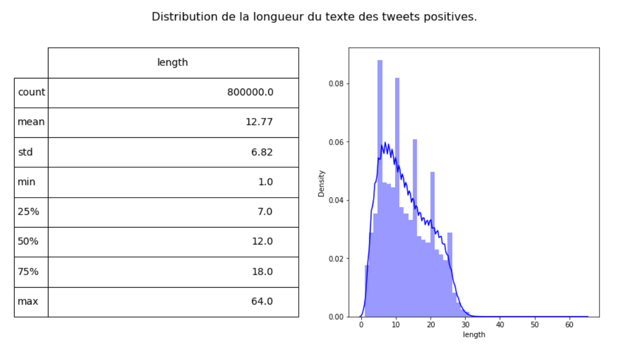 Distribution de la longueur du texte des tweets positives.
length
count 800000.0
mean 12.77
std 6.82
min 1.0
25% 7.0
50% 12.0
75% 18.0
max 64.0
Density
0.08
0.06
0.04
0.02
0.00
0 10 20 30 40 50 60
length